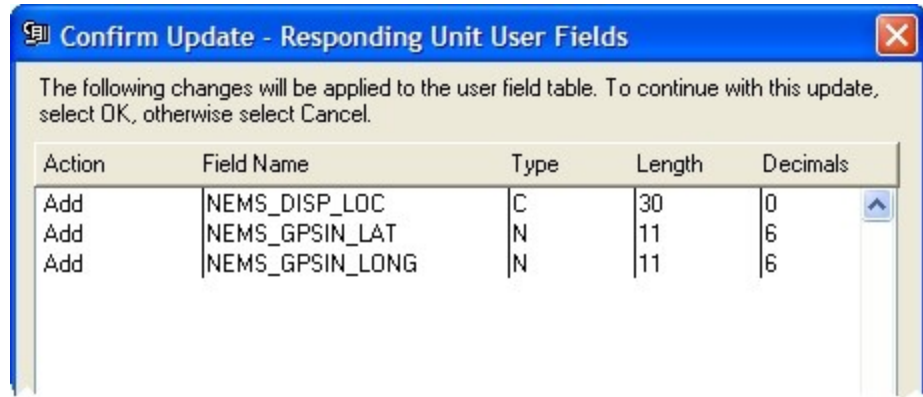 Confirm Update - Responding Unit User Fields
The following changes will be applied to the user field table. To continue with this update,
select OK, otherwise select Cancel.
Action Field Name Type Length Decimals
Add NEMS_DISP_LOC C 30 0
Add NEMS_GPSIN_LAT N 11 6
Add NEMS_GPSIN_LONG N 11 6